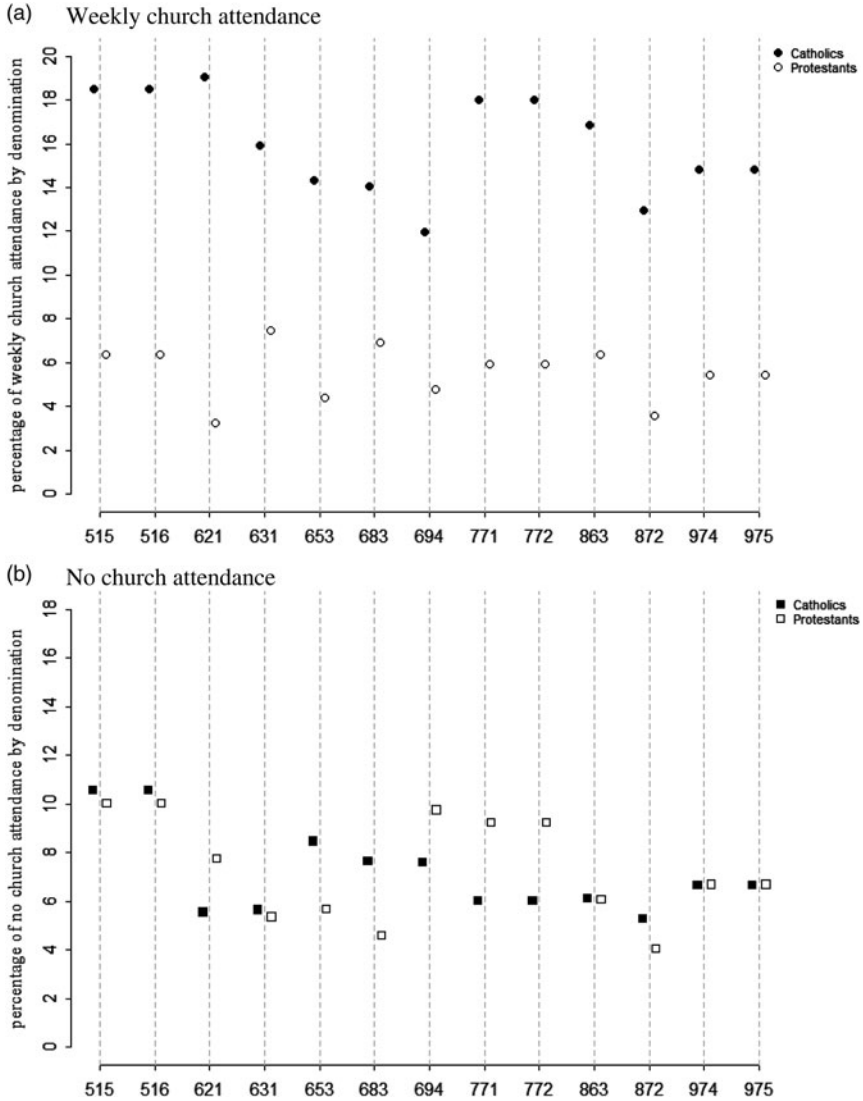 (a) Weekly church attendance
Catholics
Protestants
percentage of weekly church attendance by denomination
20
18
16
14
12
10
8
6
4
2
0
515 516 621 631 653 683 694 771 772 863 872 974 975
(b) No church attendance
Catholics
Protestants
percentage of no church attendance by denomination
18
16
14
12
10
8
6
4
2
0
515 516 621 631 653 683 694 771 772 863 872 974 975